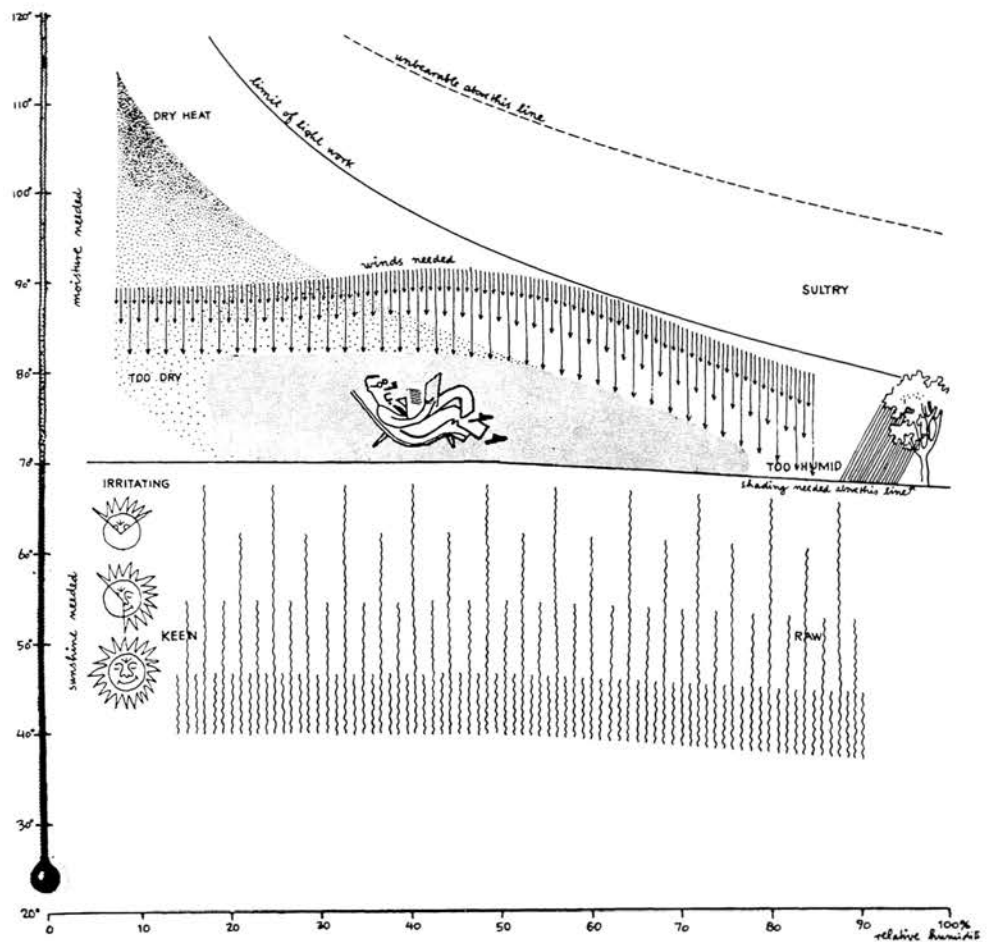 120°
unbearable above this line
110°
DRY HEAT
limit of light work
100°
moisture needed
winds needed
90°
SULTRY
80°
TOO DRY
70°
TOO HUMID
shading needed above this line
IRRITATING
60°
sunshine needed
KEEN
RAW
50°
40°
30°
20°
0 10 20 30 40 50 60 70 80 90 100%
relative humidit